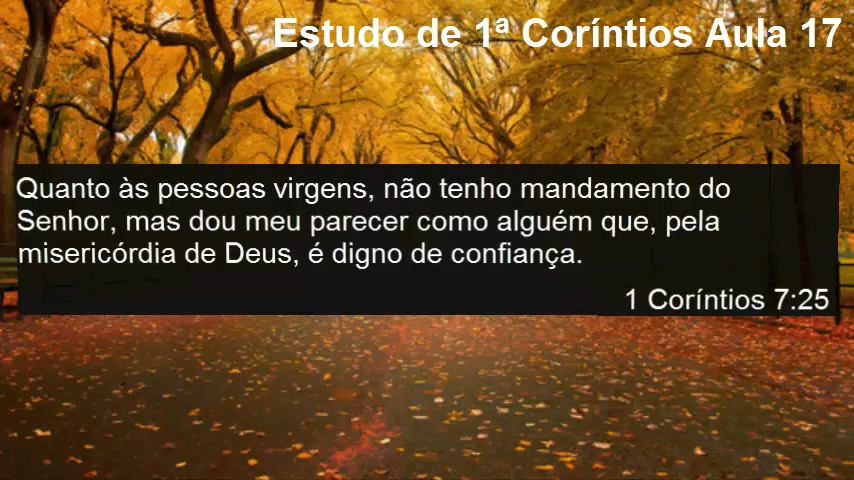 Estudo de 1ª Coríntios Aula 17
Quanto às pessoas virgens, não tenho mandamento do
Senhor, mas dou meu parecer como alguém que, pela
misericórdia de Deus, é digno de confiança.
1 Coríntios 7:25